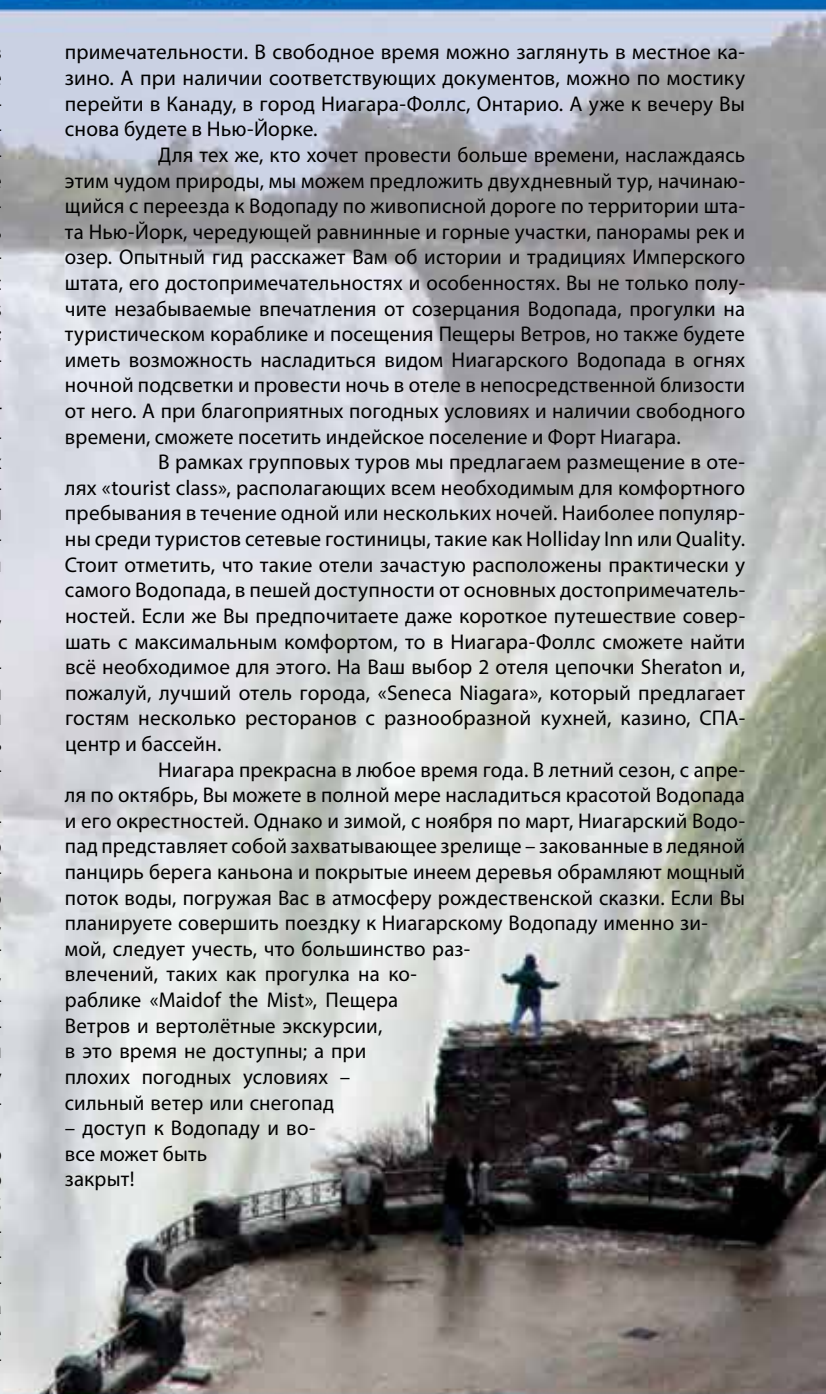 примечательности. В свободное время можно заглянуть в местное ка-
зино. А при наличии соответствующих документов, можно по мостику
перейти в Канаду, в город Ниагара-Фоллс, Онтарио. А уже к вечеру Вы
снова будете в Нью-Йорке.
Для тех же, кто хочет провести больше времени, наслаждаясь
этим чудом природы, мы можем предложить двухдневный тур, начинаю-
щийся с переезда к Водопаду по живописной дороге по территории шта-
та Нью-Йорк, чередующей равнинные и горные участки, панорамы рек и
озер. Опытный гид расскажет Вам об истории и традициях Имперского
штата, его достопримечательностях и особенностях. Вы не только полу-
чите незабываемые впечатления от созерцания Водопада, прогулки на
туристическом кораблике и посещения Пещеры Ветров, но также будете
иметь возможность насладиться видом Ниагарского Водопада в огнях
ночной подсветки и провести ночь в отеле в непосредственной близости
от него. А при благоприятных погодных условиях и наличии свободного
времени, сможете посетить индейское поселение и Форт Ниагара.
В рамках групповых туров мы предлагаем размещение в оте-
лях «tourist class», располагающих всем необходимым для комфортного
пребывания в течение одной или нескольких ночей. Наиболее популяр-
ны среди туристов сетевые гостиницы, такие как Holliday Inn или Quality.
Стоит отметить, что такие отели зачастую расположены практически у
самого Водопада, в пешей доступности от основных достопримечатель-
ностей. Если же Вы предпочитаете даже короткое путешествие совер-
шать с максимальным комфортом, то в Ниагара-Фоллс сможете найти
всё необходимое для этого. На Ваш выбор 2 отеля цепочки Sheraton и,
пожалуй, лучший отель города, «Seneca Niagara», который предлагает
гостям несколько ресторанов с разнообразной кухней, казино, СПА-
центр и бассейн.
Ниагара прекрасна в любое время года. В летний сезон, с апре-
ля по октябрь, Вы можете в полной мере насладиться красотой Водопада
и его окрестностей. Однако и зимой, с ноября по март, Ниагарский Водо-
пад представляет собой захватывающее зрелище – закованные в ледяной
панцирь берега каньона и покрытые инеем деревья обрамляют мощный
поток воды, погружая Вас в атмосферу рождественской сказки. Если Вы
планируете совершить поездку к Ниагарскому Водопаду именно зи-
мой, следует учесть, что большинство раз-
влечений, таких как прогулка на ко-
раблике «Maidof the Mist», Пещера
Ветров и вертолётные экскурсии,
в это время не доступны; а при
плохих погодных условиях –
сильный ветер или снегопад
– доступ к Водопаду и во-
все может быть
закрыт!